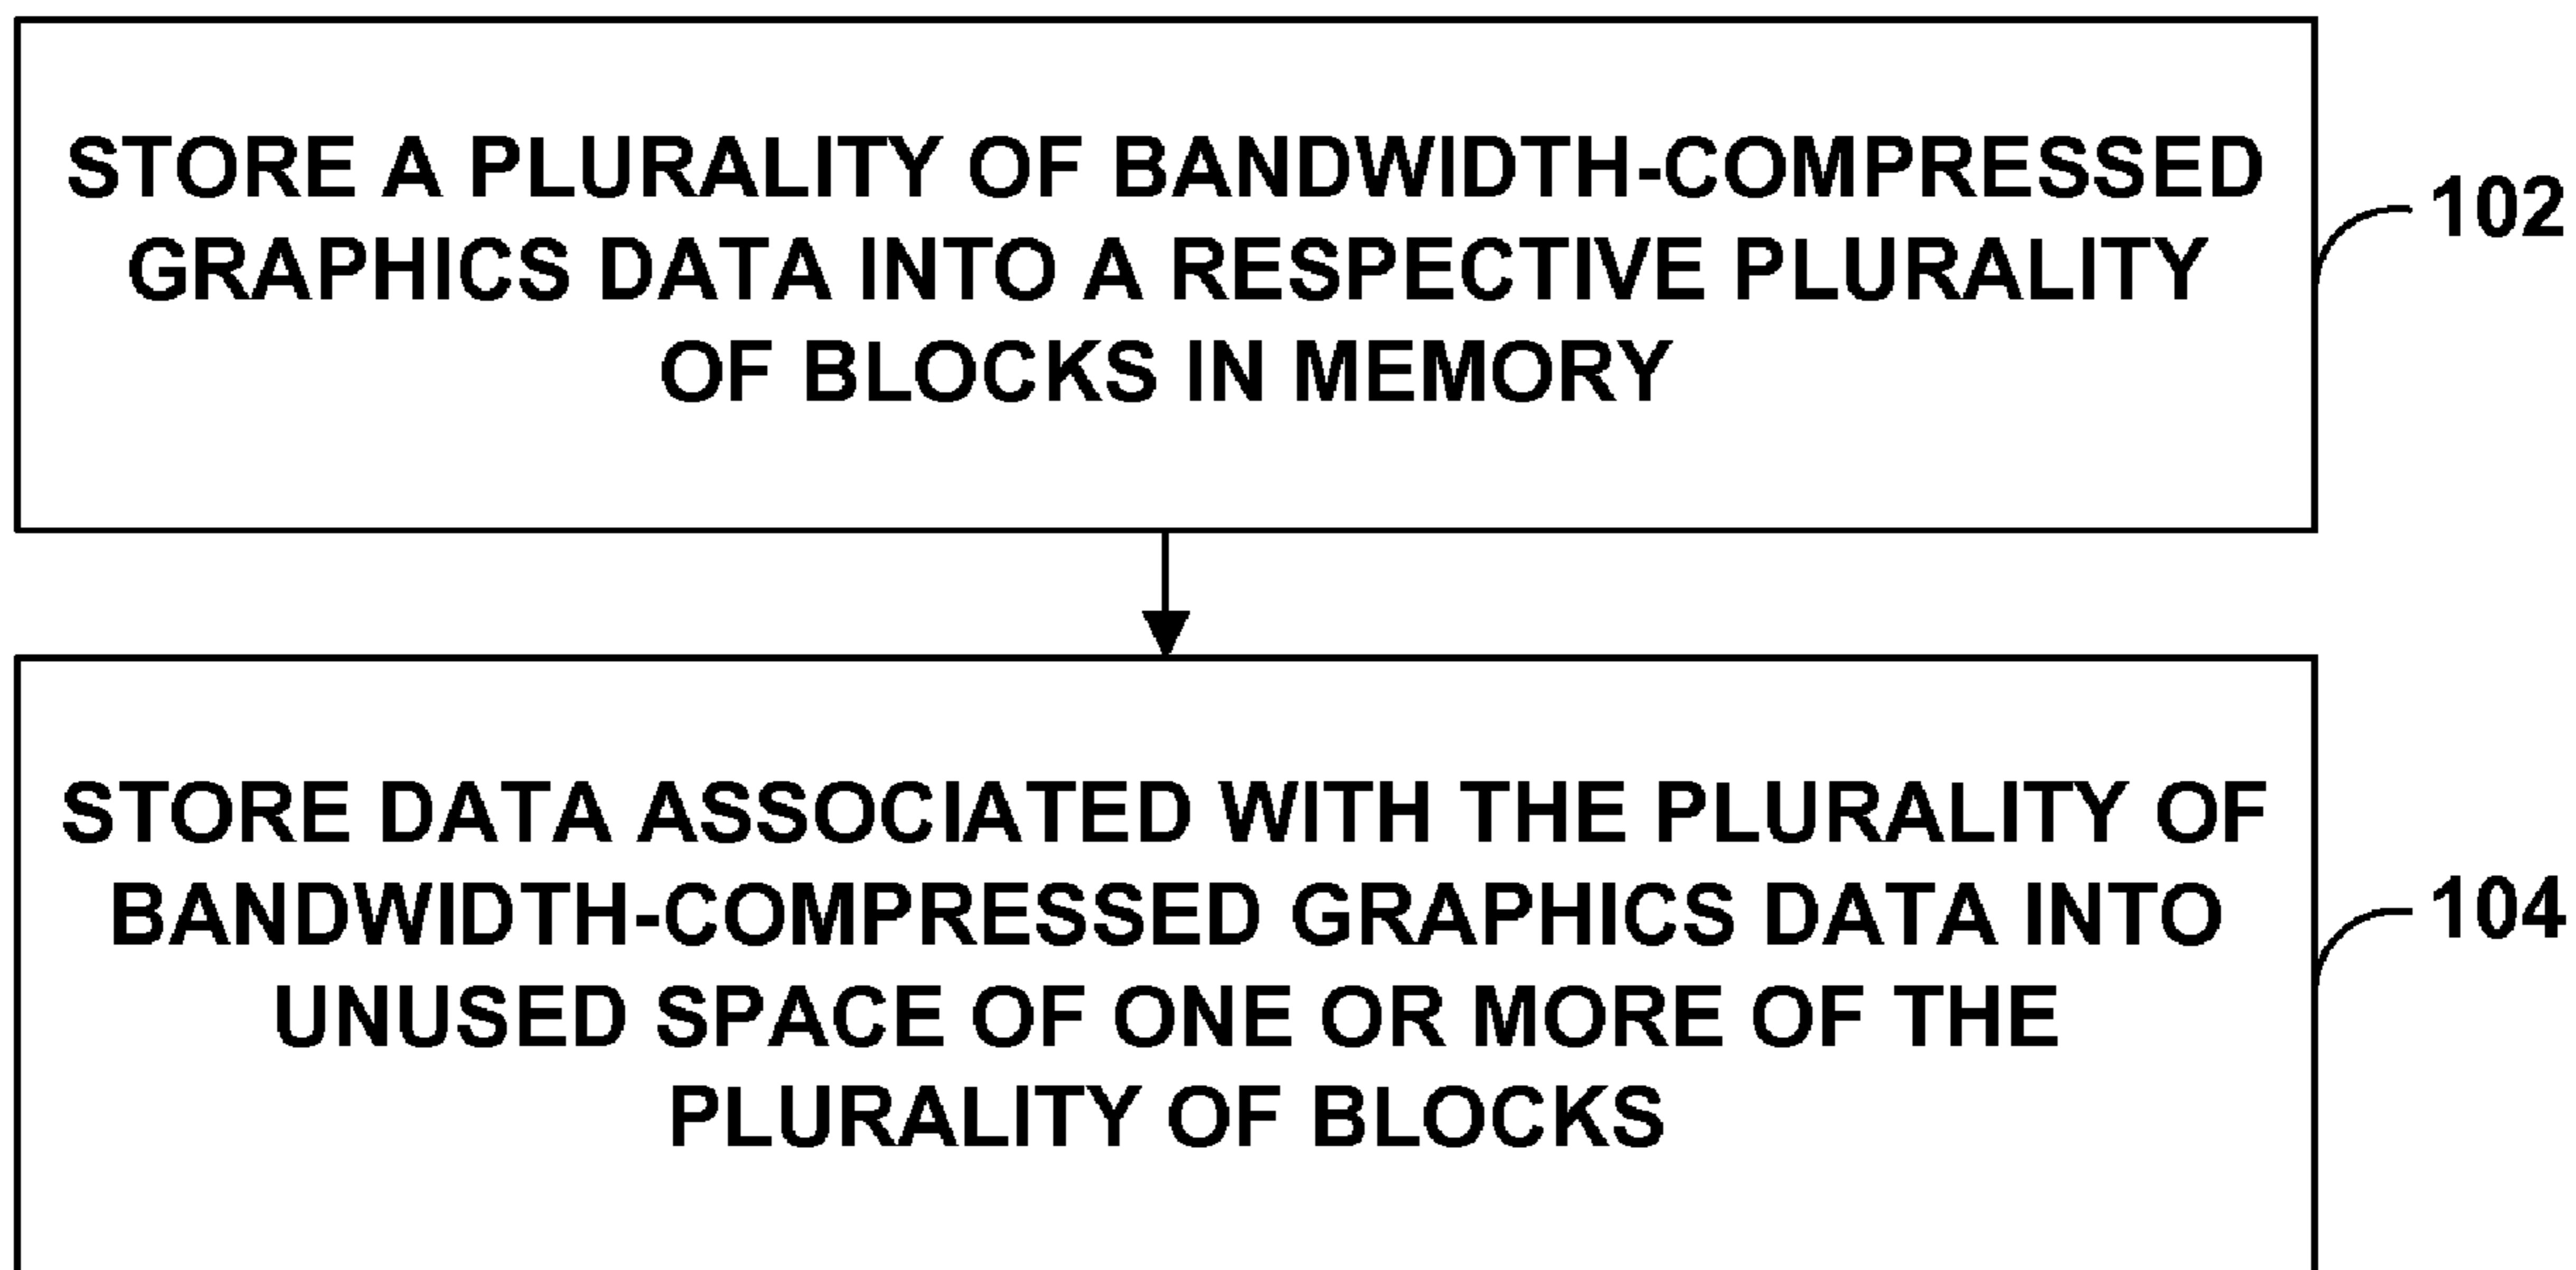 STORE A PLURALITY OF BANDWIDTH-COMPRESSED
GRAPHICS DATA INTO A RESPECTIVE PLURALITY
OF BLOCKS IN MEMORY
102
STORE DATA ASSOCIATED WITH THE PLURALITY OF
BANDWIDTH-COMPRESSED GRAPHICS DATA INTO
UNUSED SPACE OF ONE OR MORE OF THE
PLURALITY OF BLOCKS
104